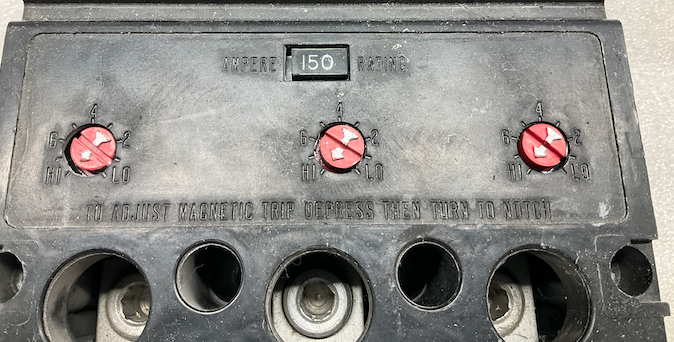 AMPERE 150 RATING
4 4 4
6 2 6 2 6 2
HI LO HI LO HI LO
TO ADJUST MAGNETIC TRIP DEPRESS THEN TURN TO NOTCH